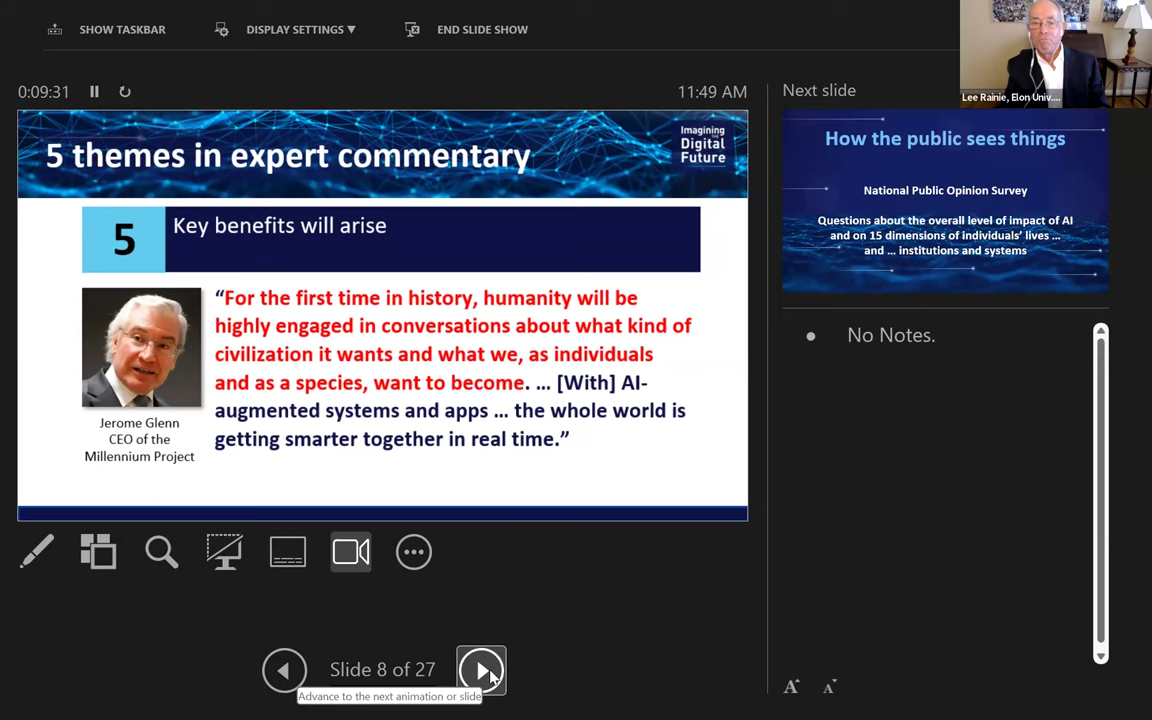 SHOW TASKBAR
DISPLAY SETTINGS ▼
END SLIDE SHOW
Lee Rainie, Elon Univ....
0:09:31
11:49 AM
Next slide
5 themes in expert commentary
Imagining
THE
Digital
Future
5
Key benefits will arise
“For the first time in history, humanity will be
highly engaged in conversations about what kind of
civilization it wants and what we, as individuals
and as a species, want to become. … [With] AI-
augmented systems and apps … the whole world is
getting smarter together in real time.”
Jerome Glenn
CEO of the
Millennium Project
How the public sees things
National Public Opinion Survey
Questions about the overall level of impact of AI
and on 15 dimensions of individuals’ lives …
and … institutions and systems
• No Notes.
Slide 8 of 27
Advance to the next animation or slide
A A